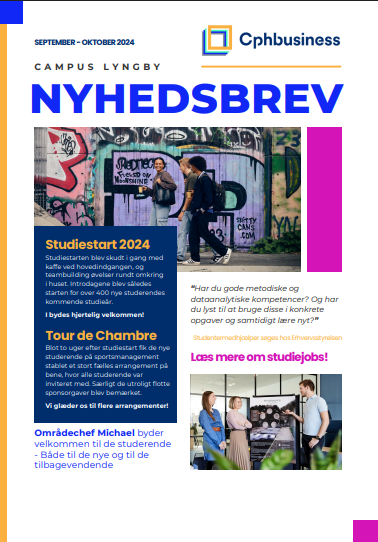 SEPTEMBER - OKTOBER 2024
Cphbusiness
CAMPUS LYNGBY
NYHEDSBREV
Studiestart 2024
Studiestarten blev skudt i gang med
kaffe ved hovedindgangen, og
teambuilding øvelser rundt omkring
i huset. Introdagene blev således
starten for over 400 nye studerendes
kommende studieår.
I bydes hjertelig velkommen!
Tour de Chambre
Blot to uger efter studiestart fik de nye
studerende på sportsmanagement
stablet et stort fælles arrangement på
bene, hvor alle studerende var
inviteret med. Særligt de utroligt flotte
sponsorgaver blev bemærket.
Vi glæder os til flere arrangementer!
Områdechef Michael byder
velkommen til de studerende
- Både til de nye og til de
tilbagevendende
"Har du gode metodiske og
dataanalytiske kompetencer? Og har
du lyst til at bruge disse i konkrete
opgaver og samtidigt lære nyt?"
Studentermedhjælper søges hos Erhvervsstyrelsen
Læs mere om studiejobs!